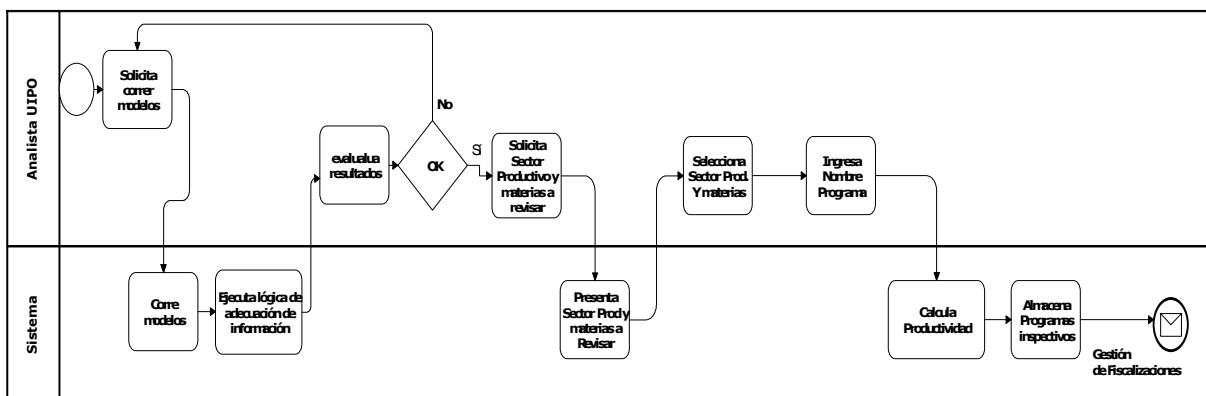 Analista UIPO
Solicita
correr
modelos
No
evalualua
resultados
OK
Sí
Solicita
Sector
Productivo y
materias a
revisar
Selecciona
Sector Prod.
Y materias
Ingresa
Nombre
Programa
Sistema
Corre
modelos
Ejecuta lógica de
adecuación de
información
Presenta
Sector Prod y
materias a
Revisar
Calcula
Productividad
Almacena
Programas
inspectivos
Gestión
de Fiscalizaciones